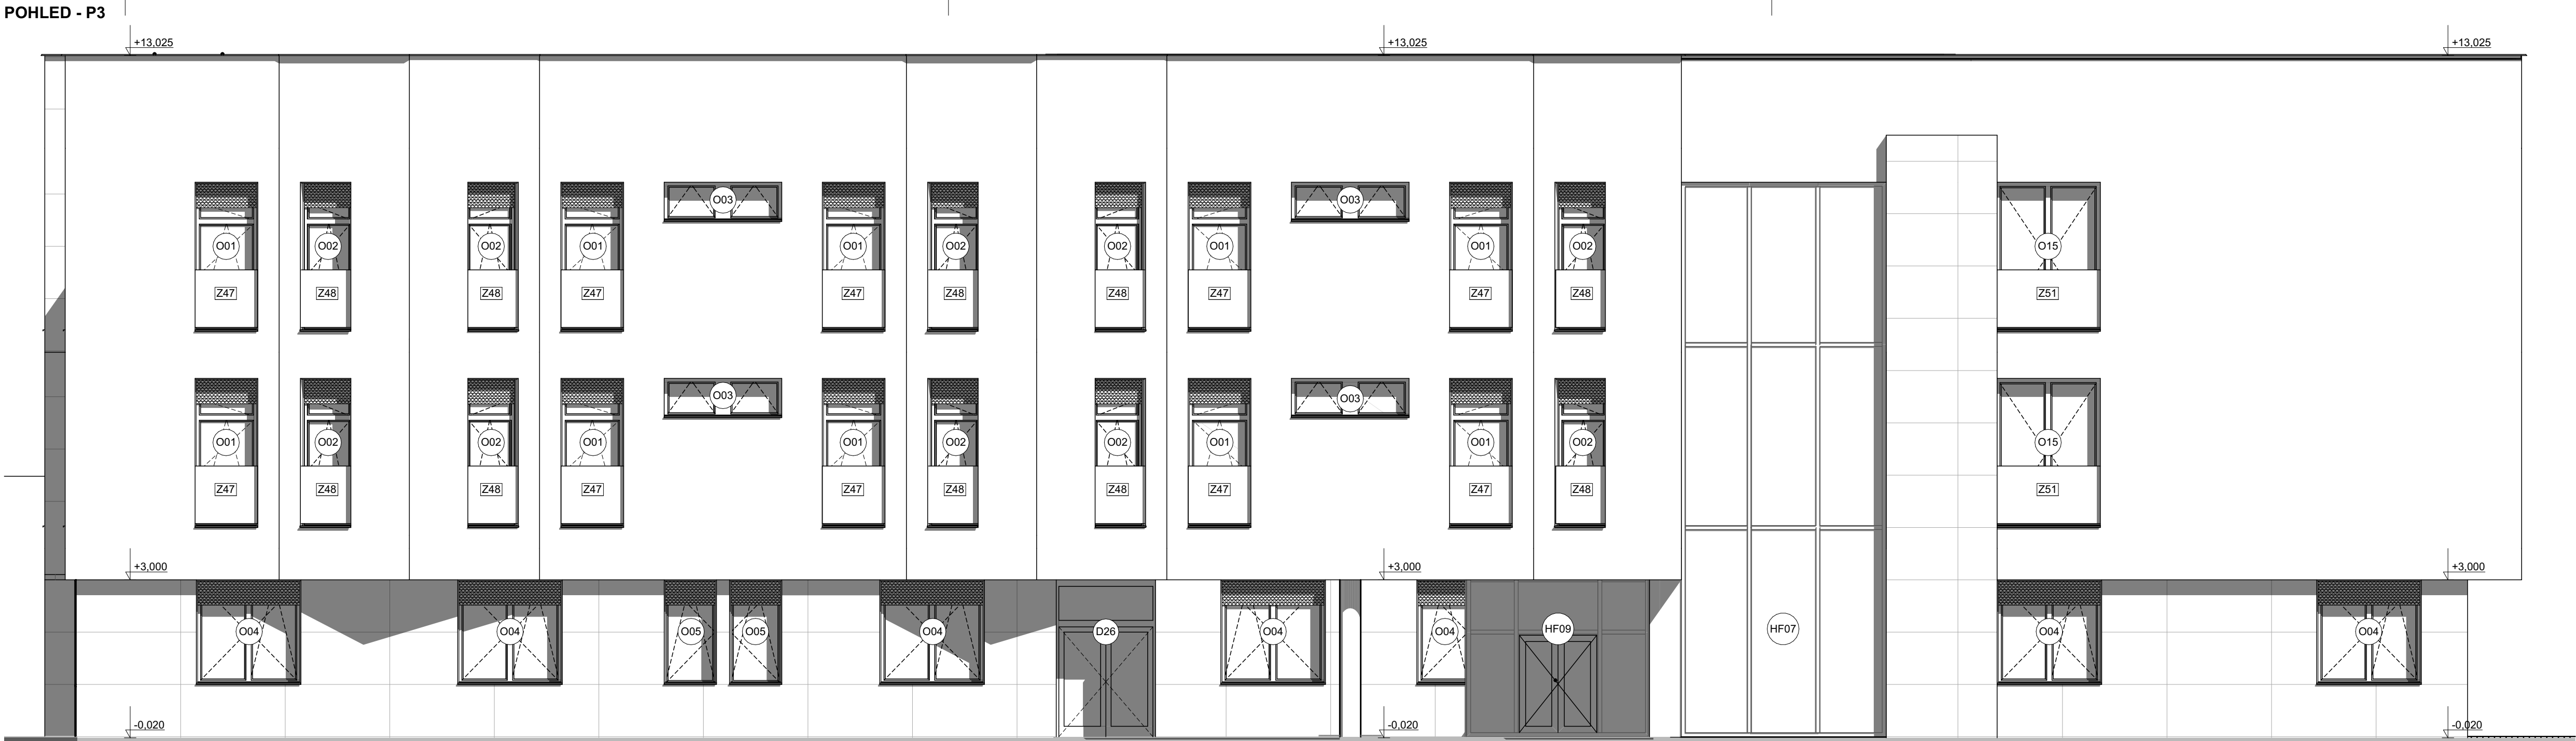 POHLED - P3
+13,025 +13,025 +13,025
O03 O03
O01 O02 O02 O01 O01 O02 O02 O01 O01 O02 O15
Z47 Z48 Z48 Z47 Z47 Z48 Z48 Z47 Z47 Z48 Z51
O03 O03
O01 O02 O02 O01 O01 O02 O02 O01 O01 O02 O15
Z47 Z48 Z48 Z47 Z47 Z48 Z48 Z47 Z47 Z48 Z51
+3,000 +3,000 +3,000
O04 O04 O05 O05 O04 D26 O04 O04 HF09 HF07 O04 O04
-0,020 -0,020 -0,020